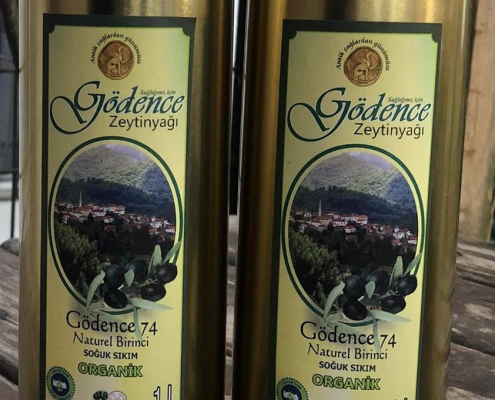 Antik çağlardan günümüze
Sağlığınız için
Gödence
Zeytinyağı
Gödence 74
Naturel Birinci
SOĞUK SIKIM
ORGANİK
1 L
Antik çağlardan günümüze
Sağlığınız için
Gödence
Zeytinyağı
Gödence 74
Naturel Birinci
SOĞUK SIKIM
ORGANİK